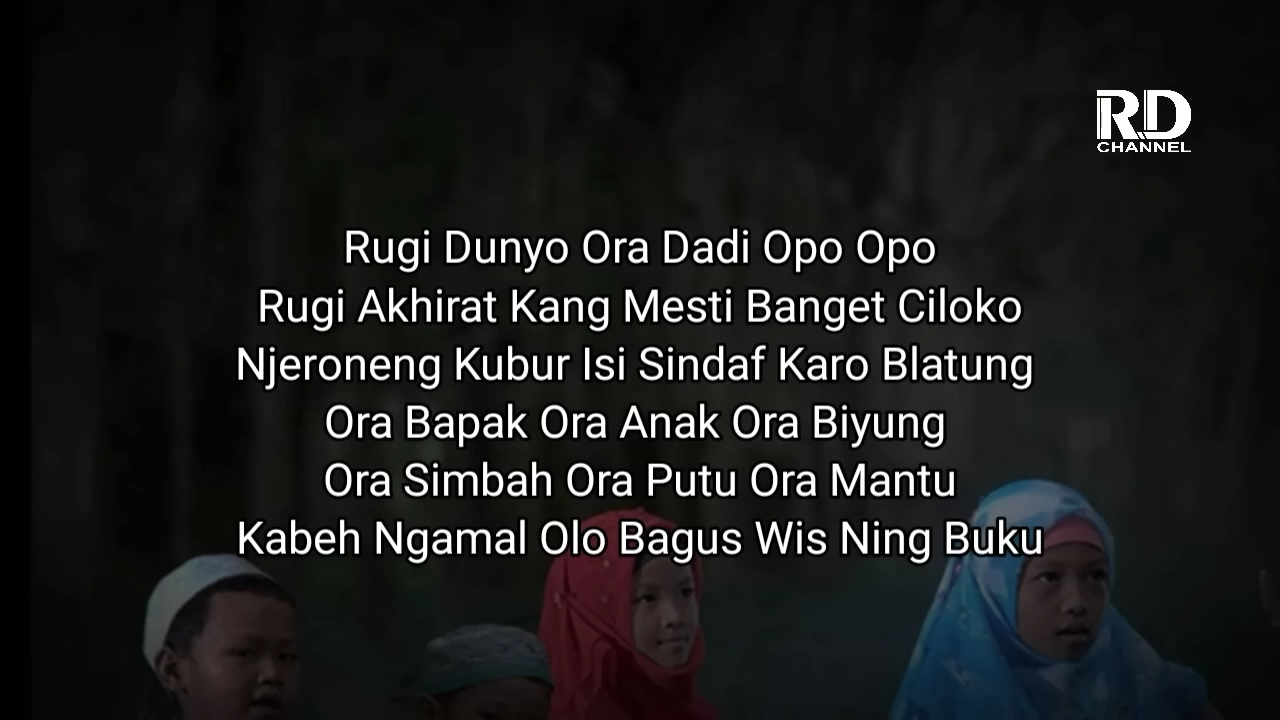 RD
CHANNEL
Rugi Dunyo Ora Dadi Opo Opo
Rugi Akhirat Kang Mesti Banget Ciloko
Njeroneng Kubur Isi Sindaf Karo Blatung
Ora Bapak Ora Anak Ora Biyung
Ora Simbah Ora Putu Ora Mantu
Kabeh Ngamal Olo Bagus Wis Ning Buku